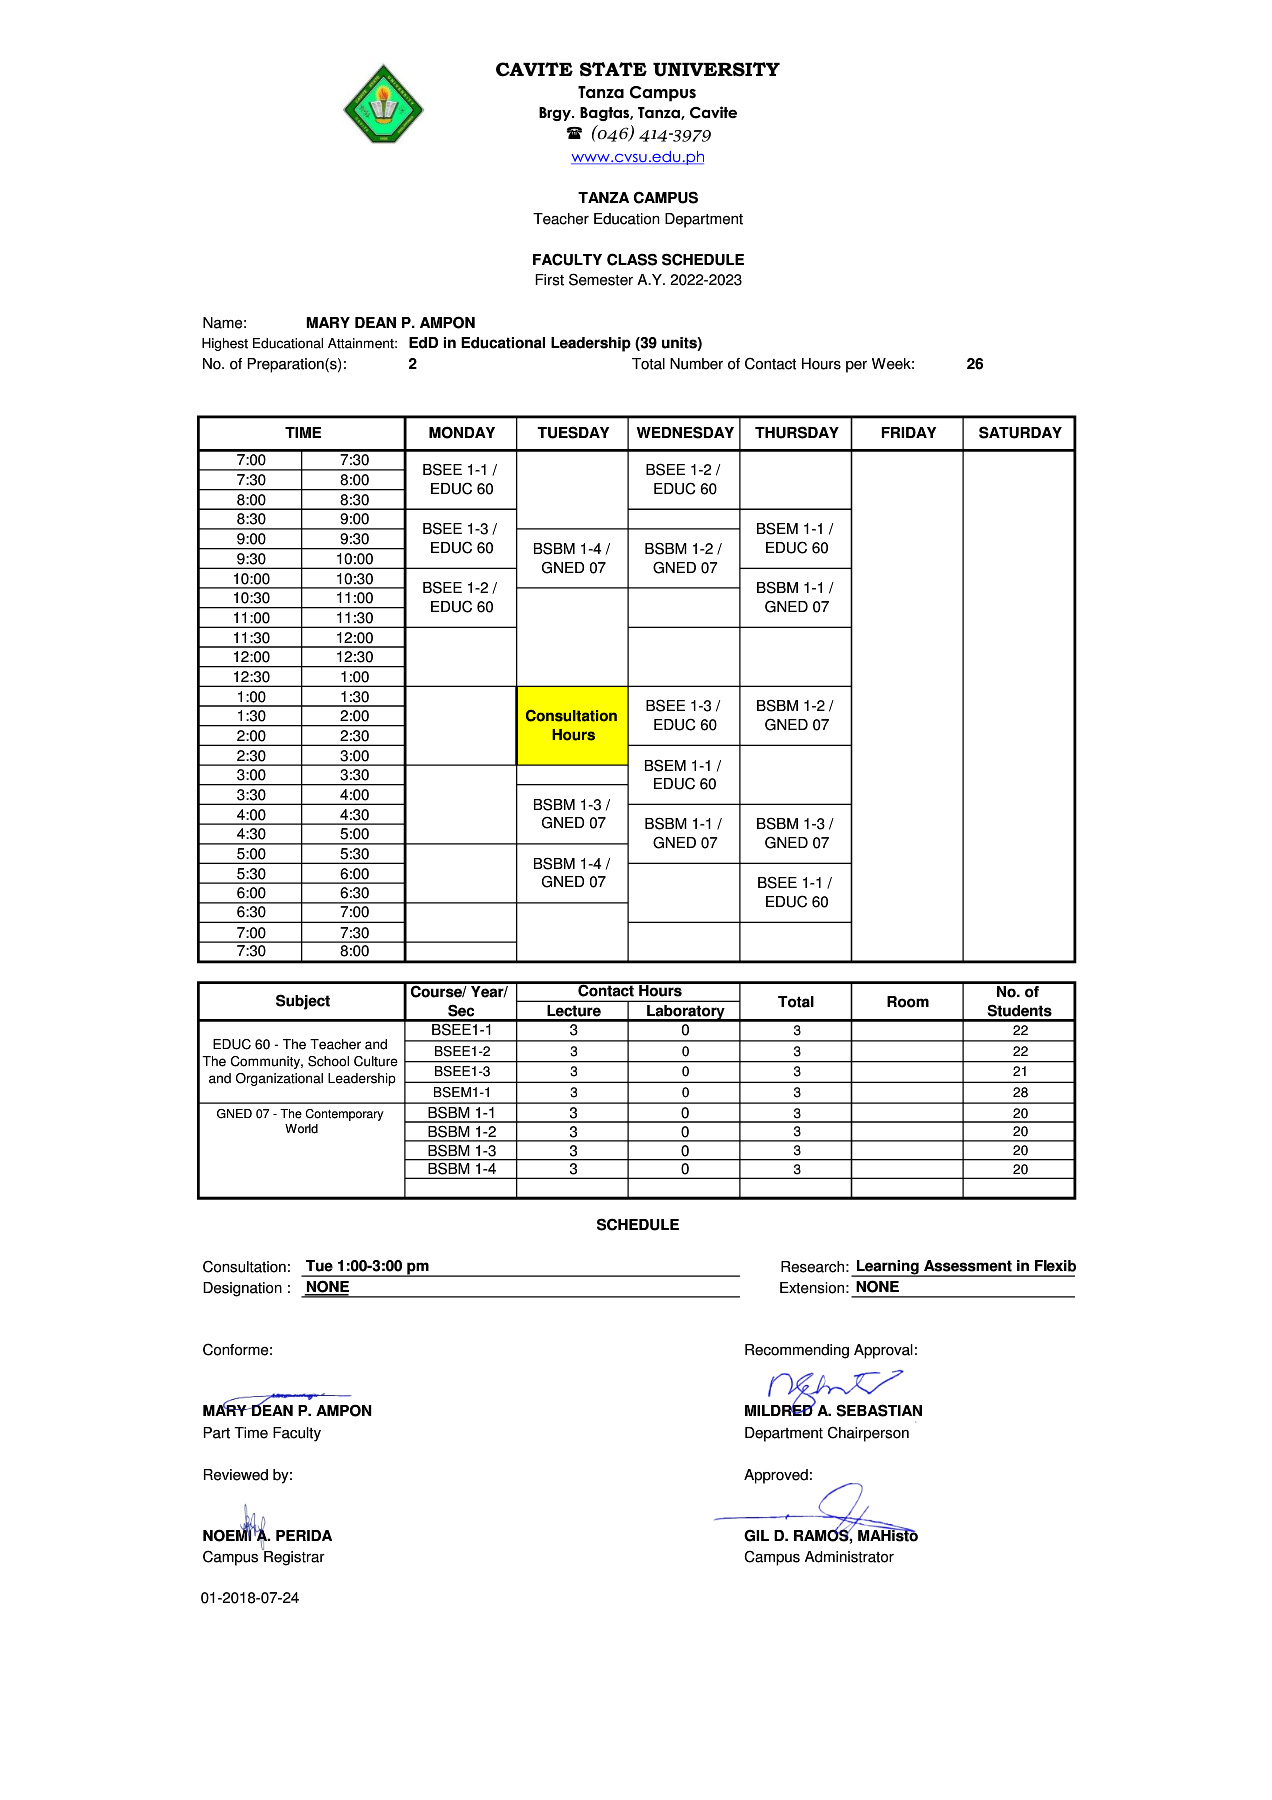 CAVITE STATE UNIVERSITY
Tanza Campus
Brgy. Bagtas, Tanza, Cavite
☎ (046) 414-3979
www.cvsu.edu.ph
TANZA CAMPUS
Teacher Education Department
FACULTY CLASS SCHEDULE
First Semester A.Y. 2022-2023
Name: MARY DEAN P. AMPON
Highest Educational Attainment: EdD in Educational Leadership (39 units)
No. of Preparation(s): 2 Total Number of Contact Hours per Week: 26
TIME MONDAY TUESDAY WEDNESDAY THURSDAY FRIDAY SATURDAY
7:00 7:30
7:30 8:00
8:00 8:30
8:30 9:00
9:00 9:30
9:30 10:00
10:00 10:30
10:30 11:00
11:00 11:30
11:30 12:00
12:00 12:30
12:30 1:00
1:00 1:30
1:30 2:00
2:00 2:30
2:30 3:00
3:00 3:30
3:30 4:00
4:00 4:30
4:30 5:00
5:00 5:30
5:30 6:00
6:00 6:30
6:30 7:00
7:00 7:30
7:30 8:00
BSEE 1-1 /
EDUC 60
BSEE 1-3 /
EDUC 60
BSEE 1-2 /
EDUC 60
BSBM 1-4 /
GNED 07
Consultation
Hours
BSBM 1-3 /
GNED 07
BSBM 1-4 /
GNED 07
BSEE 1-2 /
EDUC 60
BSBM 1-2 /
GNED 07
BSEE 1-3 /
EDUC 60
BSEM 1-1 /
EDUC 60
BSBM 1-1 /
GNED 07
BSEM 1-1 /
EDUC 60
BSBM 1-1 /
GNED 07
BSBM 1-2 /
GNED 07
BSBM 1-3 /
GNED 07
BSEE 1-1 /
EDUC 60
Subject Course/ Year/ Sec Contact Hours Total Room No. of Students
Lecture Laboratory
EDUC 60 - The Teacher and
The Community, School Culture
and Organizational Leadership
BSEE1-1 3 0 3 22
BSEE1-2 3 0 3 22
BSEE1-3 3 0 3 21
BSEM1-1 3 0 3 28
GNED 07 - The Contemporary
World
BSBM 1-1 3 0 3 20
BSBM 1-2 3 0 3 20
BSBM 1-3 3 0 3 20
BSBM 1-4 3 0 3 20
SCHEDULE
Consultation: Tue 1:00-3:00 pm Research: Learning Assessment in Flexib
Designation : NONE Extension: NONE
Conforme: Recommending Approval:
MARY DEAN P. AMPON MILDRED A. SEBASTIAN
Part Time Faculty Department Chairperson
Reviewed by: Approved:
NOEMI A. PERIDA GIL D. RAMOS, MAHisto
Campus Registrar Campus Administrator
01-2018-07-24